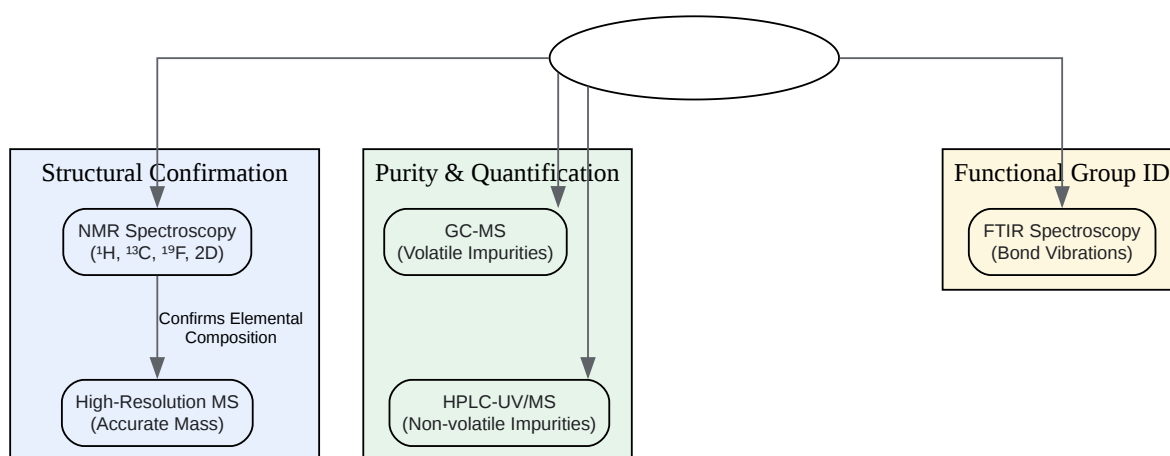 Structural Confirmation
NMR Spectroscopy
(¹H, ¹³C, ¹⁹F, 2D)
Confirms Elemental
Composition
High-Resolution MS
(Accurate Mass)
Purity & Quantification
GC-MS
(Volatile Impurities)
HPLC-UV/MS
(Non-volatile Impurities)
Functional Group ID
FTIR Spectroscopy
(Bond Vibrations)